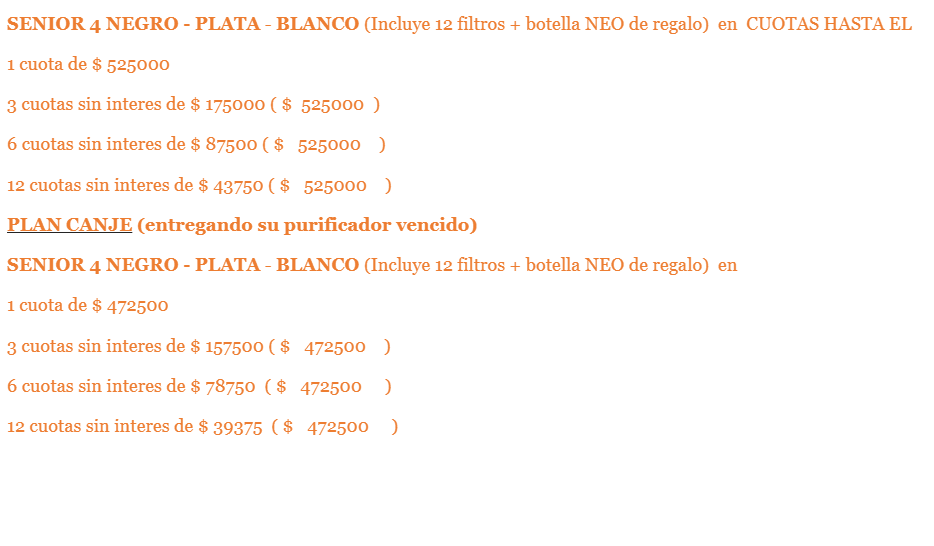 SENIOR 4 NEGRO - PLATA - BLANCO (Incluye 12 filtros + botella NEO de regalo) en CUOTAS HASTA EL
1 cuota de $ 525000
3 cuotas sin interes de $ 175000 ( $ 525000 )
6 cuotas sin interes de $ 87500 ( $ 525000 )
12 cuotas sin interes de $ 43750 ( $ 525000 )
PLAN CANJE (entregando su purificador vencido)
SENIOR 4 NEGRO - PLATA - BLANCO (Incluye 12 filtros + botella NEO de regalo) en
1 cuota de $ 472500
3 cuotas sin interes de $ 157500 ( $ 472500 )
6 cuotas sin interes de $ 78750 ( $ 472500 )
12 cuotas sin interes de $ 39375 ( $ 472500 )